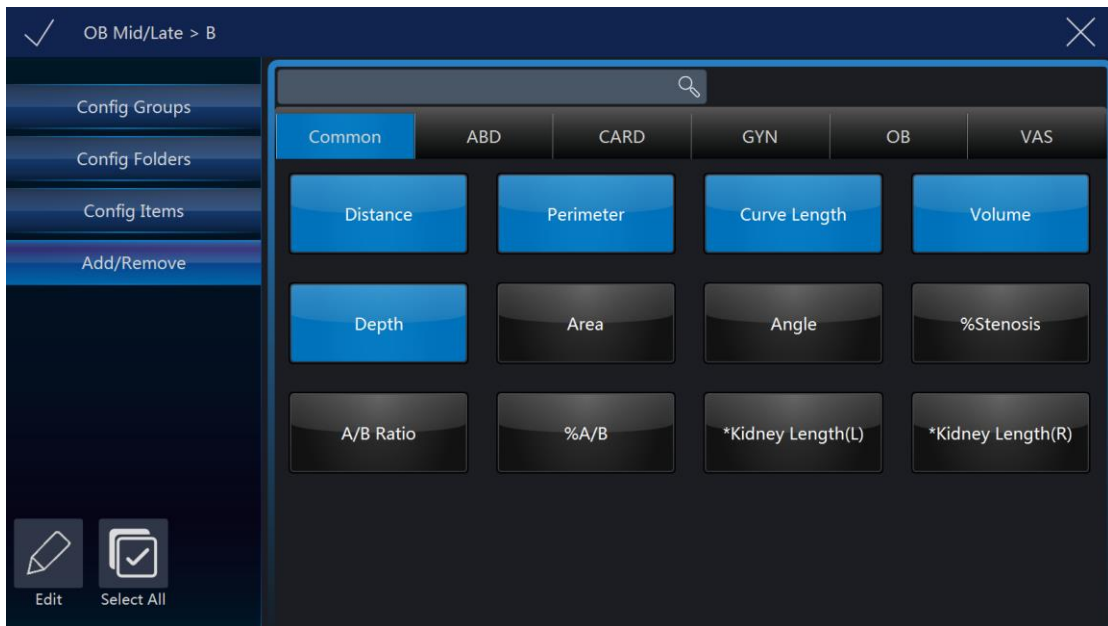 OB Mid/Late > B
Config Groups
Config Folders
Config Items
Add/Remove
Edit
Select All
Common ABD CARD GYN OB VAS
Distance Perimeter Curve Length Volume
Depth Area Angle %Stenosis
A/B Ratio %A/B *Kidney Length(L) *Kidney Length(R)